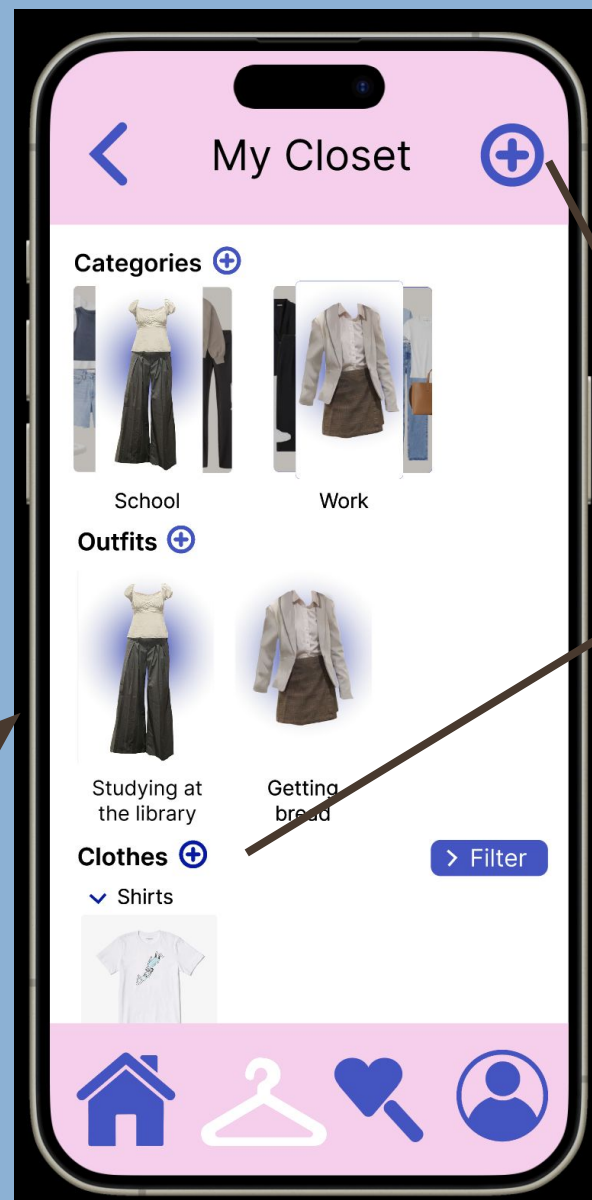 My Closet
Categories
School
Work
Outfits
Studying at
the library
Getting
bread
Clothes
> Filter
Shirts